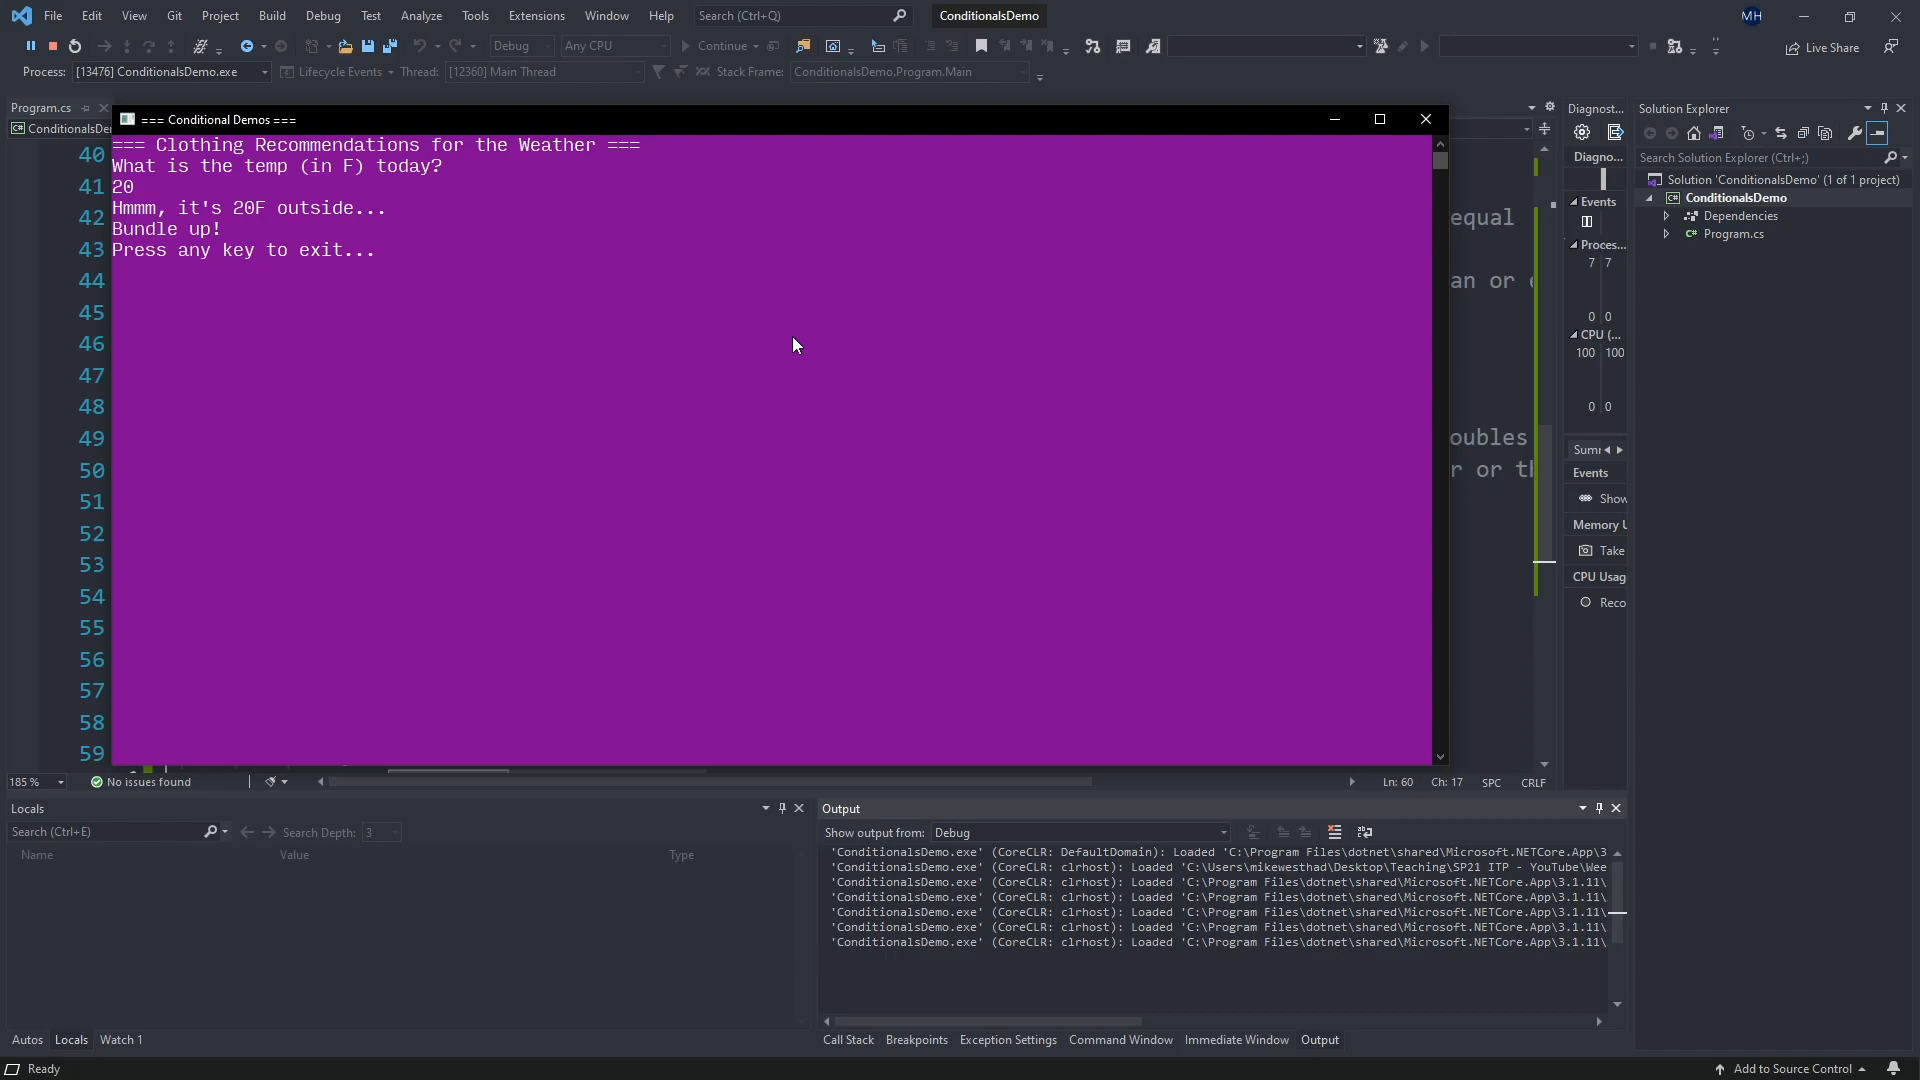 File Edit View Git Project Build Debug Test Analyze Tools Extensions Window Help Search (Ctrl+Q) ConditionalsDemo MH
Debug Any CPU Continue Live Share
Process: [13476] ConditionalsDemo.exe Lifecycle Events Thread: [12360] Main Thread Stack Frame: ConditionalsDemo.Program.Main
Program.cs
ConditionalsDe
=== Conditional Demos ===
=== Clothing Recommendations for the Weather ===
What is the temp (in F) today?
20
Hmmm, it's 20F outside...
Bundle up!
Press any key to exit...
40
41
42
43
44
45
46
47
48
49
50
51
52
53
54
55
56
57
58
59
equal
an or e
oubles
r or th
185 % No issues found Ln: 60 Ch: 17 SPC CRLF
Diagnost...
Diagno...
Events
Proces...
7 7
0 0
CPU (...
100 100
0 0
Sum
Events
Show
Memory U
Take
CPU Usag
Reco
Solution Explorer
Search Solution Explorer (Ctrl+;)
Solution 'ConditionalsDemo' (1 of 1 project)
ConditionalsDemo
Dependencies
C# Program.cs
Locals
Search (Ctrl+E) Search Depth: 3
Name Value Type
Autos Locals Watch 1
Output
Show output from: Debug
'ConditionalsDemo.exe' (CoreCLR: DefaultDomain): Loaded 'C:\Program Files\dotnet\shared\Microsoft.NETCore.App\3
'ConditionalsDemo.exe' (CoreCLR: clrhost): Loaded 'C:\Users\mikewesthad\Desktop\Teaching\SP21 ITP - YouTube\Wee
'ConditionalsDemo.exe' (CoreCLR: clrhost): Loaded 'C:\Program Files\dotnet\shared\Microsoft.NETCore.App\3.1.11\
'ConditionalsDemo.exe' (CoreCLR: clrhost): Loaded 'C:\Program Files\dotnet\shared\Microsoft.NETCore.App\3.1.11\
'ConditionalsDemo.exe' (CoreCLR: clrhost): Loaded 'C:\Program Files\dotnet\shared\Microsoft.NETCore.App\3.1.11\
'ConditionalsDemo.exe' (CoreCLR: clrhost): Loaded 'C:\Program Files\dotnet\shared\Microsoft.NETCore.App\3.1.11\
'ConditionalsDemo.exe' (CoreCLR: clrhost): Loaded 'C:\Program Files\dotnet\shared\Microsoft.NETCore.App\3.1.11\
Call Stack Breakpoints Exception Settings Command Window Immediate Window Output
Ready Add to Source Control